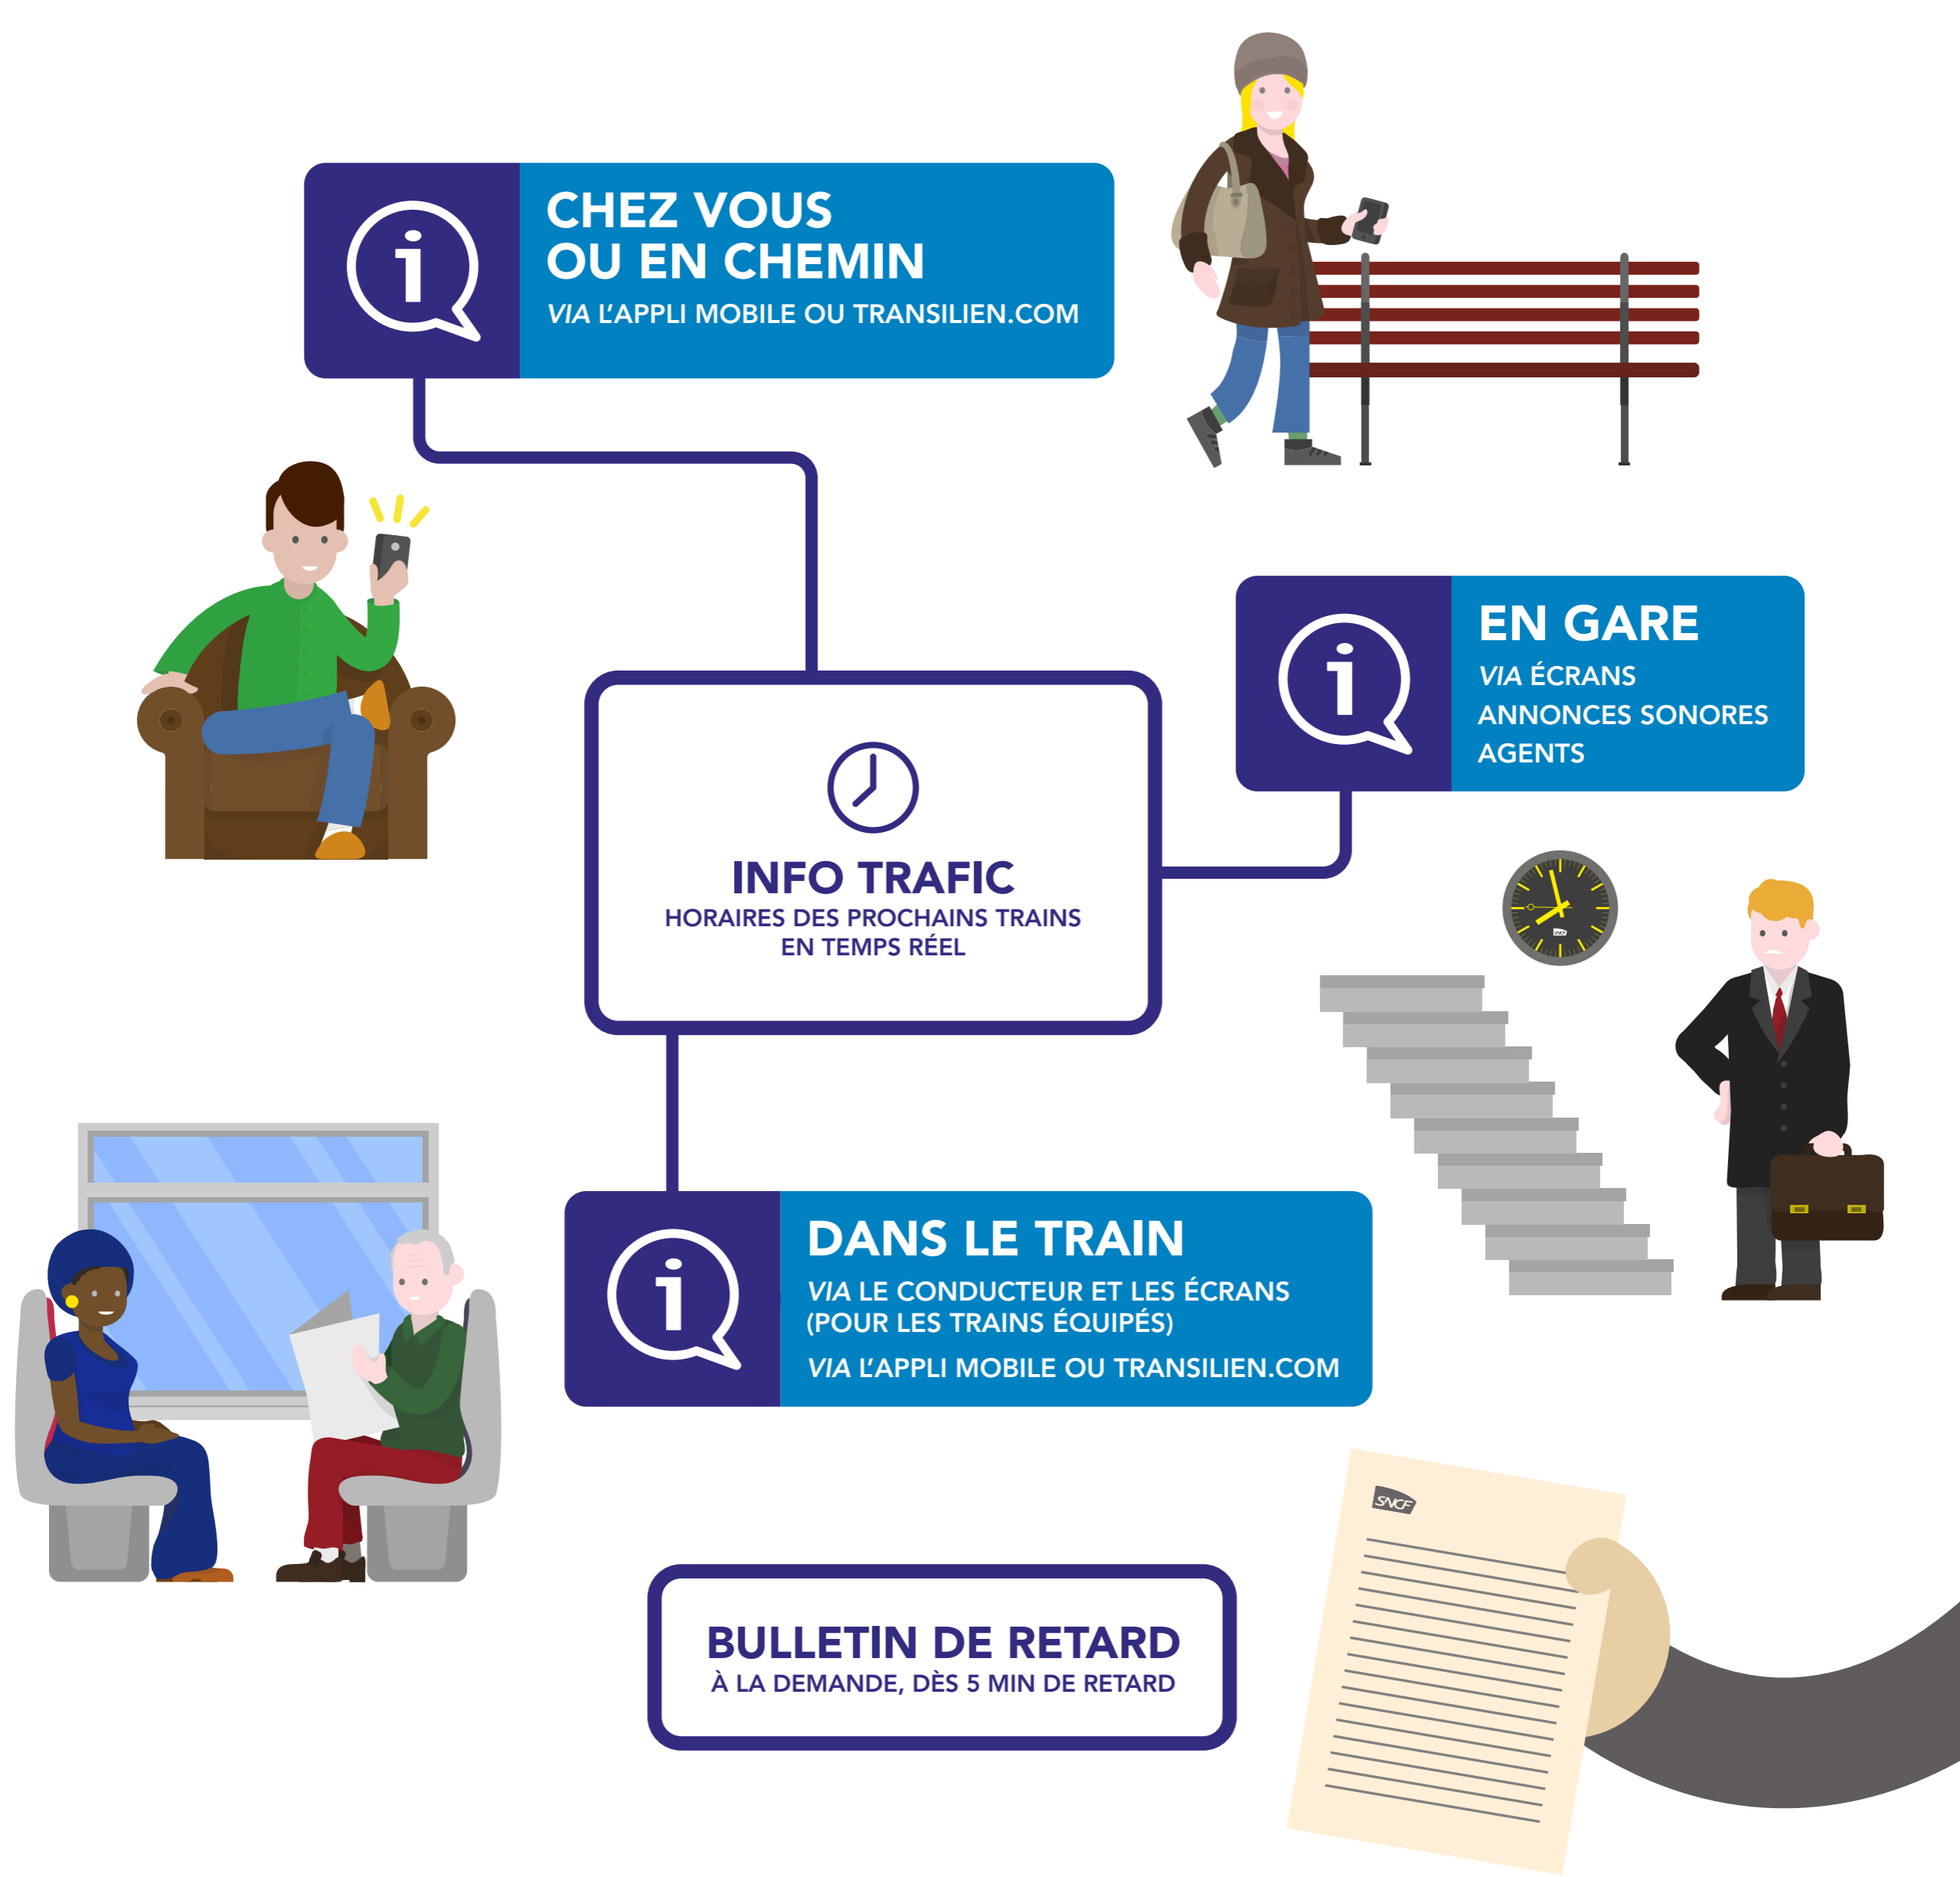 CHEZ VOUS
OU EN CHEMIN
VIA L'APPLI MOBILE OU TRANSILIEN.COM
EN GARE
VIA ÉCRANS
ANNONCES SONORES
AGENTS
INFO TRAFIC
HORAIRES DES PROCHAINS TRAINS
EN TEMPS RÉEL
SNCF
DANS LE TRAIN
VIA LE CONDUCTEUR ET LES ÉCRANS
(POUR LES TRAINS ÉQUIPÉS)
VIA L'APPLI MOBILE OU TRANSILIEN.COM
SNCF
BULLETIN DE RETARD
À LA DEMANDE, DÈS 5 MIN DE RETARD